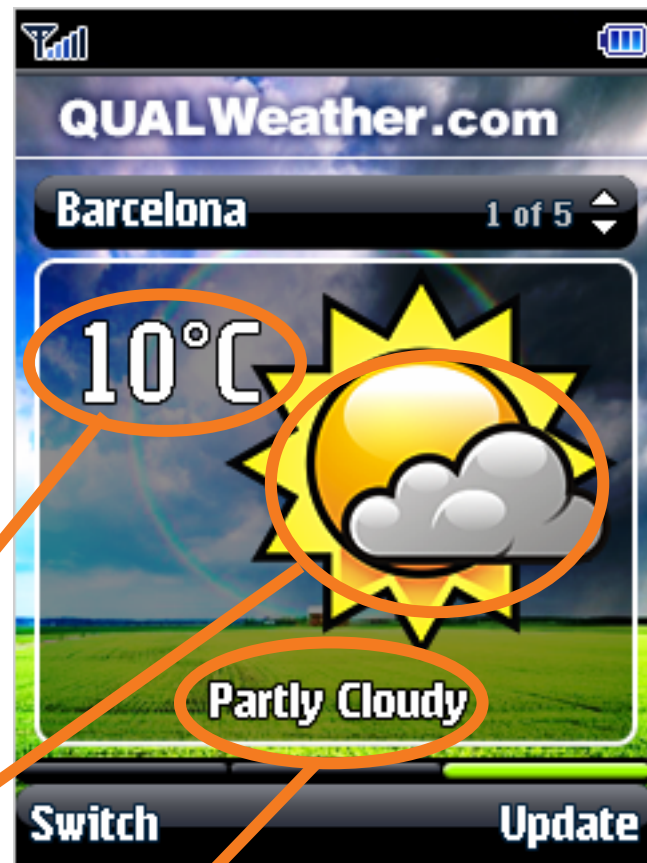 QUALWeather.com
Barcelona 1 of 5
10°C
Partly Cloudy
Switch Update